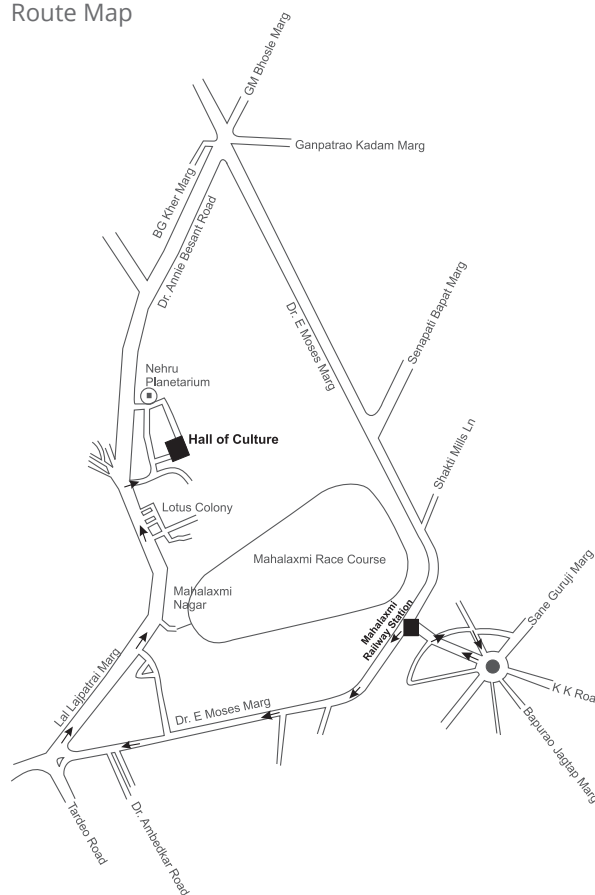 Route Map
GM Bhosle Marg
Ganpatrao Kadam Marg
BG Kher Marg
Dr. Annie Besant Road
Dr. E Moses Marg
Senapati Bapat Marg
Nehru
Planetarium
Hall of Culture
Shakti Mills Ln
Lotus Colony
Mahalaxmi Race Course
Mahalaxmi
Nagar
Mahalaxmi
Railway Station
Sane Guruji Marg
K K Roa
Bapurao Jagtap Marg
Lal Lajpatrai Marg
Dr. E Moses Marg
Tardeo Road
Dr. Ambedkar Road